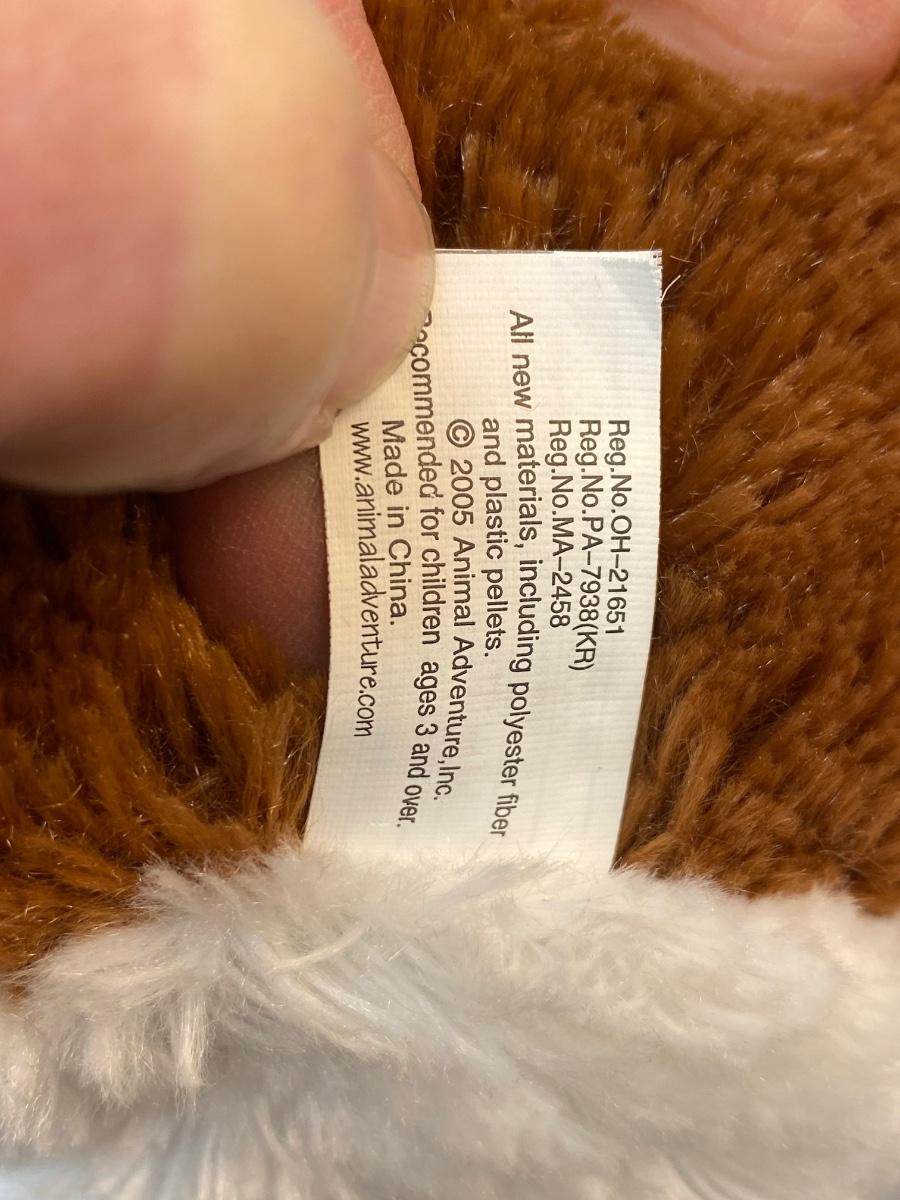 Reg.No.OH–21651
Reg.No.PA–7938(KR)
Reg.No.MA–2458
All new materials, including polyester fiber
and plastic pellets.
© 2005 Animal Adventure,Inc.
Recommended for children ages 3 and over.
Made in China.
www.animaladventure.com